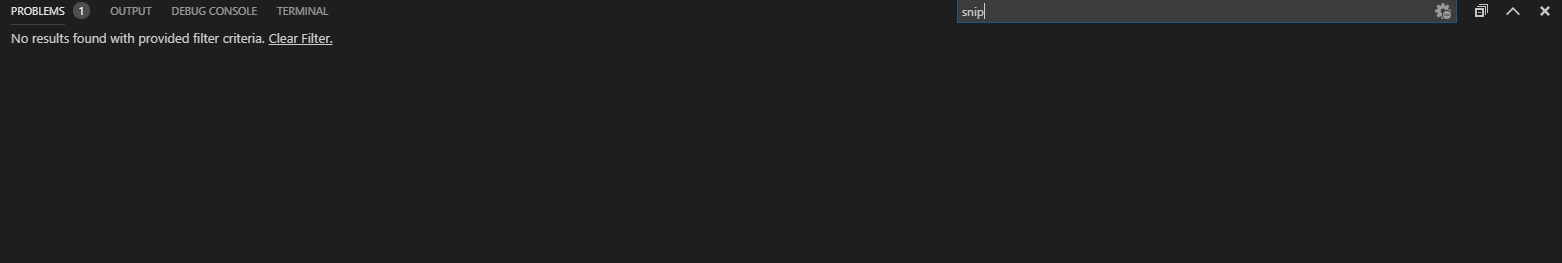 PROBLEMS 1 OUTPUT DEBUG CONSOLE TERMINAL snip
No results found with provided filter criteria. Clear Filter.